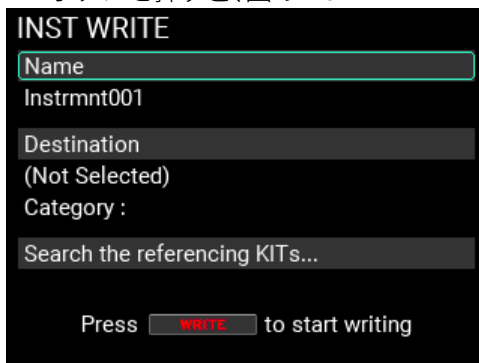 INST WRITE
Name
Instrmnt001
Destination
(Not Selected)
Category :
Search the referencing KITs...
Press WRITE to start writing